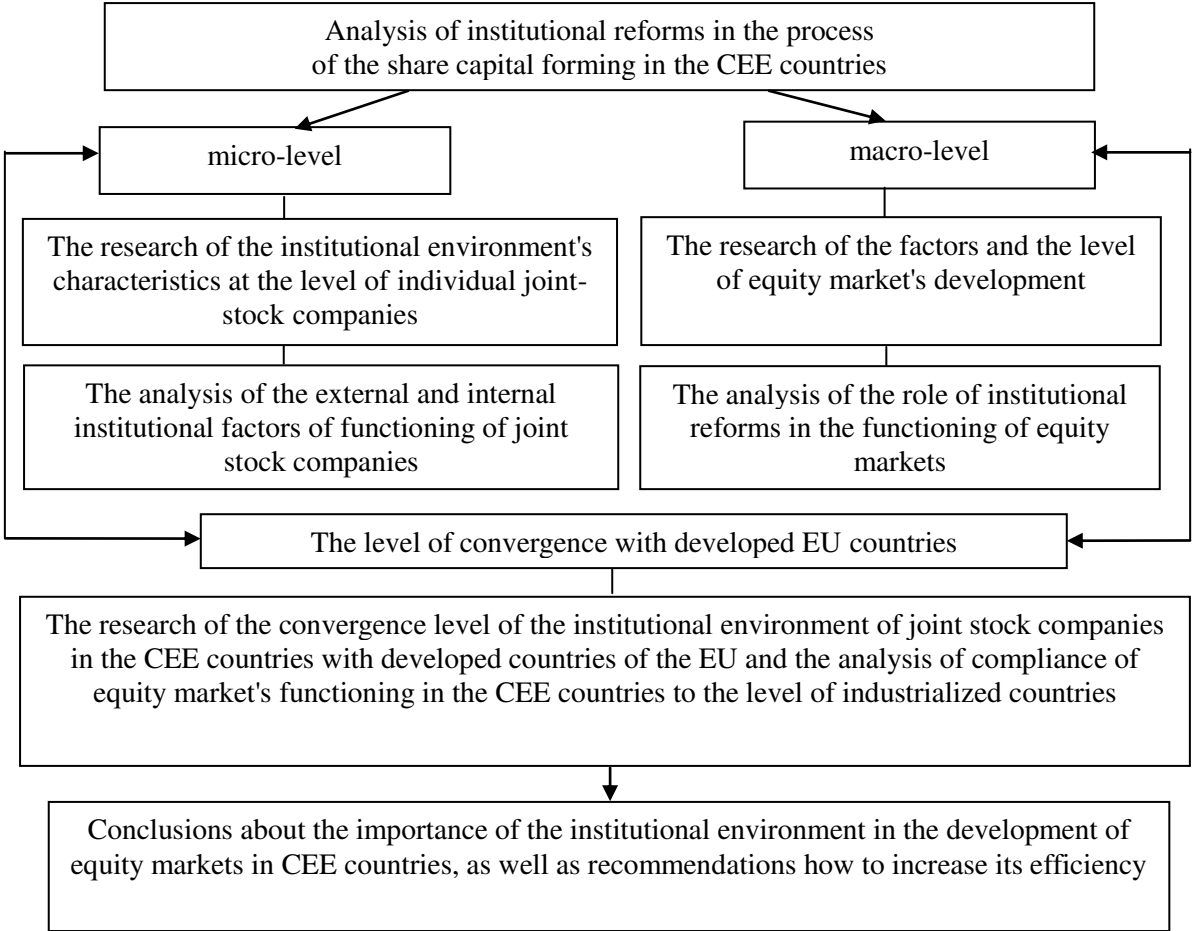 Analysis of institutional reforms in the process
of the share capital forming in the CEE countries
micro-level
macro-level
The research of the institutional environment's
characteristics at the level of individual joint-
stock companies
The research of the factors and the level
of equity market's development
The analysis of the external and internal
institutional factors of functioning of joint
stock companies
The analysis of the role of institutional
reforms in the functioning of equity
markets
The level of convergence with developed EU countries
The research of the convergence level of the institutional environment of joint stock companies
in the CEE countries with developed countries of the EU and the analysis of compliance of
equity market's functioning in the CEE countries to the level of industrialized countries
Conclusions about the importance of the institutional environment in the development of
equity markets in CEE countries, as well as recommendations how to increase its efficiency